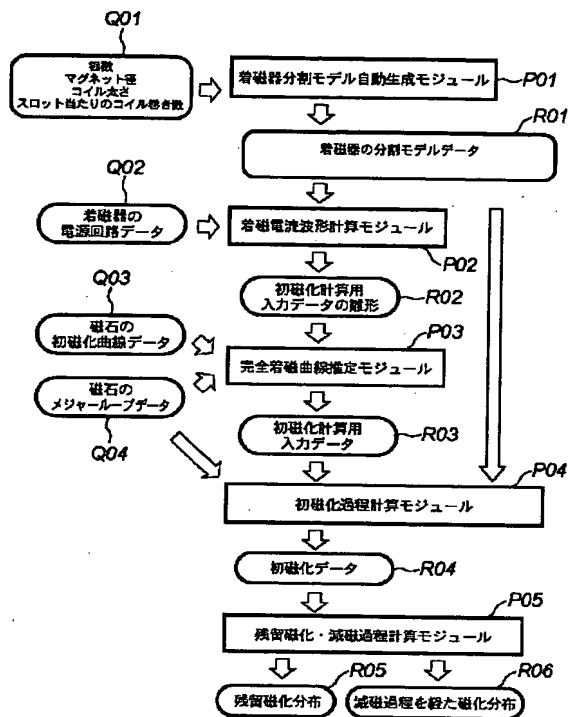 Q01
極数
マグネット径
コイル太さ
スロット当たりのコイル巻き数
着磁器分割モデル自動生成モジュール
P01
R01
着磁器の分割モデルデータ
Q02
着磁器の
電源回路データ
着磁電流波形計算モジュール
P02
初磁化計算用
入力データの雛形
R02
Q03
磁石の
初磁化曲線データ
P03
完全着磁曲線推定モジュール
磁石の
メジャーループデータ
Q04
初磁化計算用
入力データ
R03
P04
初磁化過程計算モジュール
初磁化データ
R04
P05
残留磁化・減磁過程計算モジュール
R05
R06
残留磁化分布
減磁過程を経た磁化分布